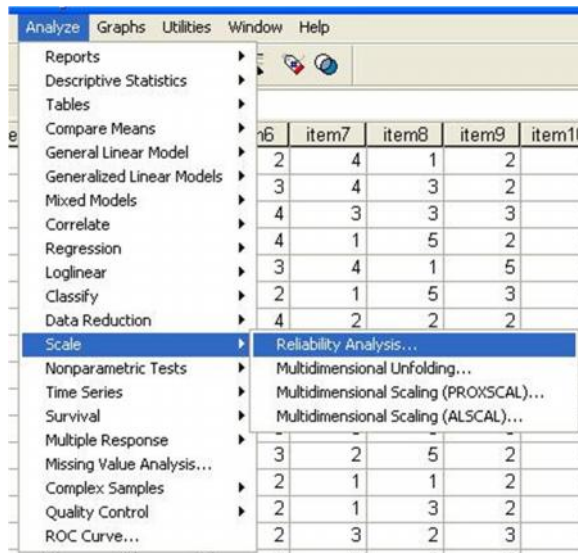 Analyze Graphs Utilities Window Help
Reports
Descriptive Statistics
Tables
Compare Means
General Linear Model
Generalized Linear Models
Mixed Models
Correlate
Regression
Loglinear
Classify
Data Reduction
Scale
Nonparametric Tests
Time Series
Survival
Multiple Response
Missing Value Analysis...
Complex Samples
Quality Control
ROC Curve...
Reliability Analysis...
Multidimensional Unfolding...
Multidimensional Scaling (PROXSCAL)...
Multidimensional Scaling (ALSCAL)...
item7 item8 item9
2 4 1 2
3 4 3 2
4 3 3 3
4 1 5 2
3 4 1 5
2 1 5 3
4 2 2 2
3 2 5 2
2 1 1 2
2 1 3 2
2 3 2 3